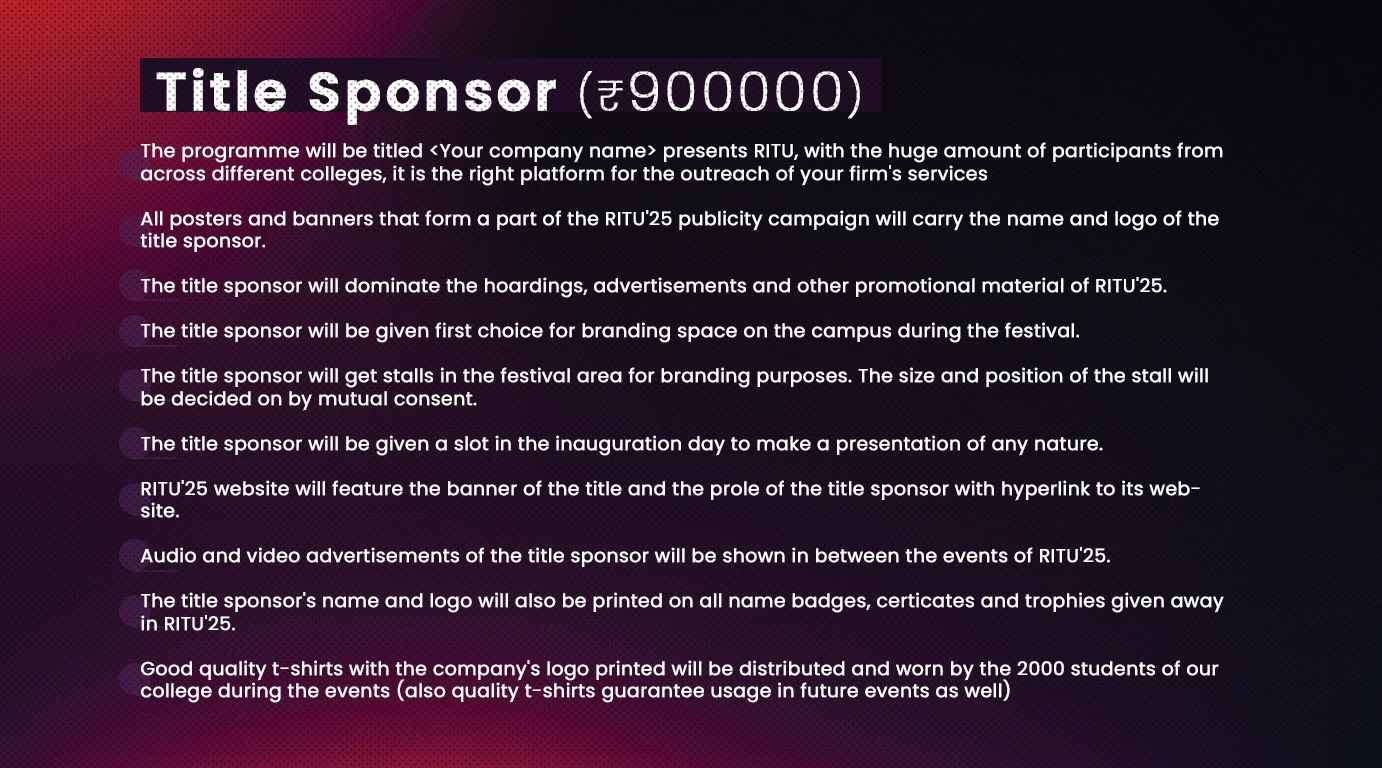 Title Sponsor (₹900000)
The programme will be titled <Your company name> presents RITU, with the huge amount of participants from
across different colleges, it is the right platform for the outreach of your firm's services
All posters and banners that form a part of the RITU'25 publicity campaign will carry the name and logo of the
title sponsor.
The title sponsor will dominate the hoardings, advertisements and other promotional material of RITU'25.
The title sponsor will be given first choice for branding space on the campus during the festival.
The title sponsor will get stalls in the festival area for branding purposes. The size and position of the stall will
be decided on by mutual consent.
The title sponsor will be given a slot in the inauguration day to make a presentation of any nature.
RITU'25 website will feature the banner of the title and the prole of the title sponsor with hyperlink to its web-
site.
Audio and video advertisements of the title sponsor will be shown in between the events of RITU'25.
The title sponsor's name and logo will also be printed on all name badges, certicates and trophies given away
in RITU'25.
Good quality t-shirts with the company's logo printed will be distributed and worn by the 2000 students of our
college during the events (also quality t-shirts guarantee usage in future events as well)